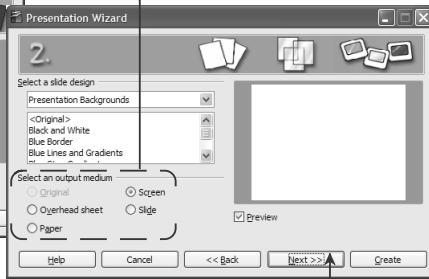 Presentation Wizard
2.
Select a slide design
Presentation Backgrounds
<Original>
Black and White
Blue Border
Blue Lines and Gradients
Select an output medium
Original
Screen
Overhead sheet
Slide
Paper
Preview
Help
Cancel
<< Back
Next >>
Create